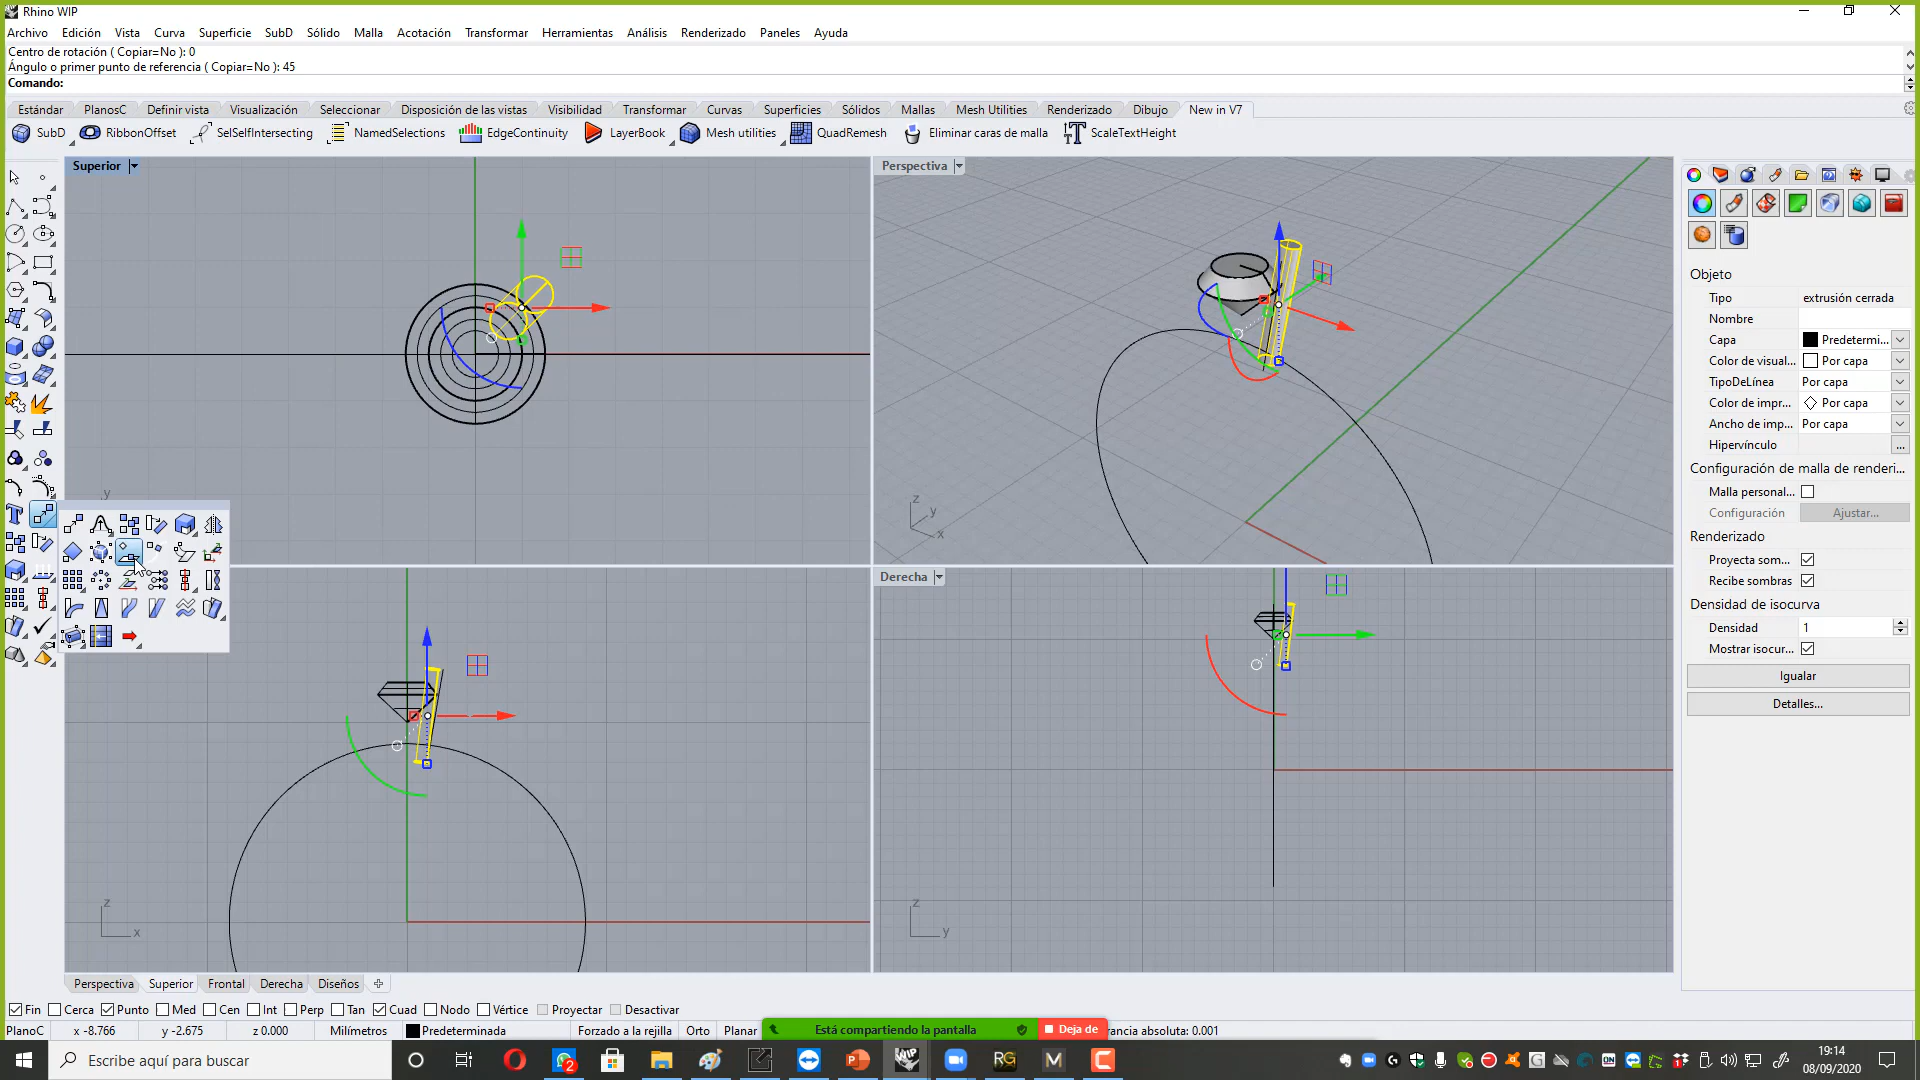 Rhino WIP
Archivo Edición Vista Curva Superficie SubD Sólido Malla Acotación Transformar Herramientas Análisis Renderizado Paneles Ayuda
Centro de rotación ( Copiar=No ): 0
Ángulo o primer punto de referencia ( Copiar=No ): 45
Comando:
Estándar PlanosC Definir vista Visualización Seleccionar Disposición de las vistas Visibilidad Transformar Curvas Superficies Sólidos Mallas Mesh Utilities Renderizado Dibujo New in V7
SubD RibbonOffset SelSelfIntersecting NamedSelections EdgeContinuity LayerBook Mesh utilities QuadRemesh Eliminar caras de malla ScaleTextHeight
Superior
Perspectiva
Objeto
Tipo extrusión cerrada
Nombre
Capa Predetermi...
Color de visual... Por capa
TipoDeLínea Por capa
Color de impr... Por capa
Ancho de imp... Por capa
Hipervínculo ...
Configuración de malla de renderi...
Malla personal...
Configuración Ajustar...
Renderizado
Proyecta som...
Recibe sombras
Densidad de isocurva
Densidad 1
Mostrar isocur...
Igualar
Detalles...
y
z y x
Derecha
z x
z y
Perspectiva Superior Frontal Derecha Diseños
Fin Cerca Punto Med Cen Int Perp Tan Cuad Nodo Vértice Proyectar Desactivar
PlanoC x -8.766 y -2.675 z 0.000 Milímetros Predeterminada Forzado a la rejilla Orto Planar Está compartiendo la pantalla Deja de rancia absoluta: 0.001
Escribe aquí para buscar
2 WIP RG M ON
19:14
08/09/2020